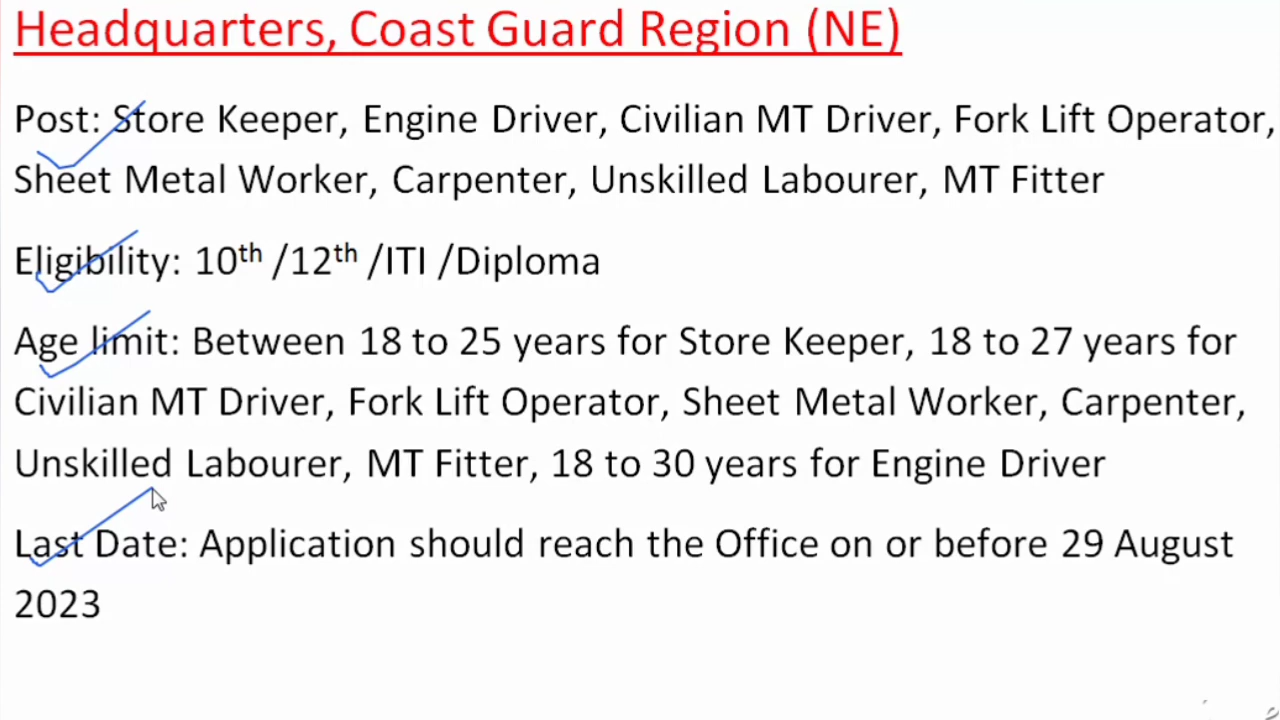 Headquarters, Coast Guard Region (NE)
Post: Store Keeper, Engine Driver, Civilian MT Driver, Fork Lift Operator,
Sheet Metal Worker, Carpenter, Unskilled Labourer, MT Fitter
Eligibility: 10th /12th /ITI /Diploma
Age limit: Between 18 to 25 years for Store Keeper, 18 to 27 years for
Civilian MT Driver, Fork Lift Operator, Sheet Metal Worker, Carpenter,
Unskilled Labourer, MT Fitter, 18 to 30 years for Engine Driver
Last Date: Application should reach the Office on or before 29 August
2023